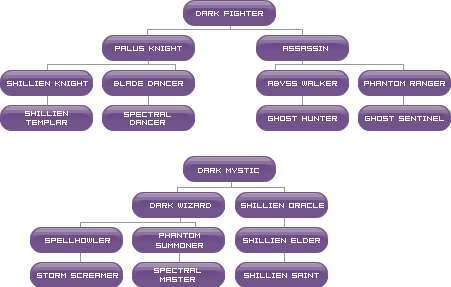 DARK FIGHTER
PALUS KNIGHT
ASSASSIN
SHILLIEN KNIGHT
BLADE DANCER
ABYSS WALKER
PHANTOM RANGER
SHILLIEN
TEMPLAR
SPECTRAL
DANCER
GHOST HUNTER
GHOST SENTINEL
DARK MYSTIC
DARK WIZARD
SHILLIEN ORACLE
SPELLHOWLER
PHANTOM
SUMMONER
SHILLIEN ELDER
STORM SCREAMER
SPECTRAL
MASTER
SHILLIEN SAINT